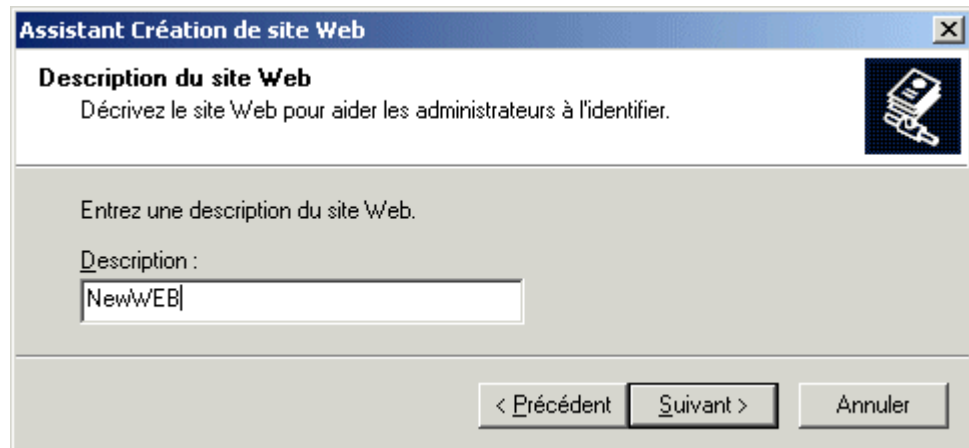 Assistant Création de site Web
Description du site Web
Décrivez le site Web pour aider les administrateurs à l'identifier.
Entrez une description du site Web.
Description :
NewWEB
< Précédent
Suivant >
Annuler